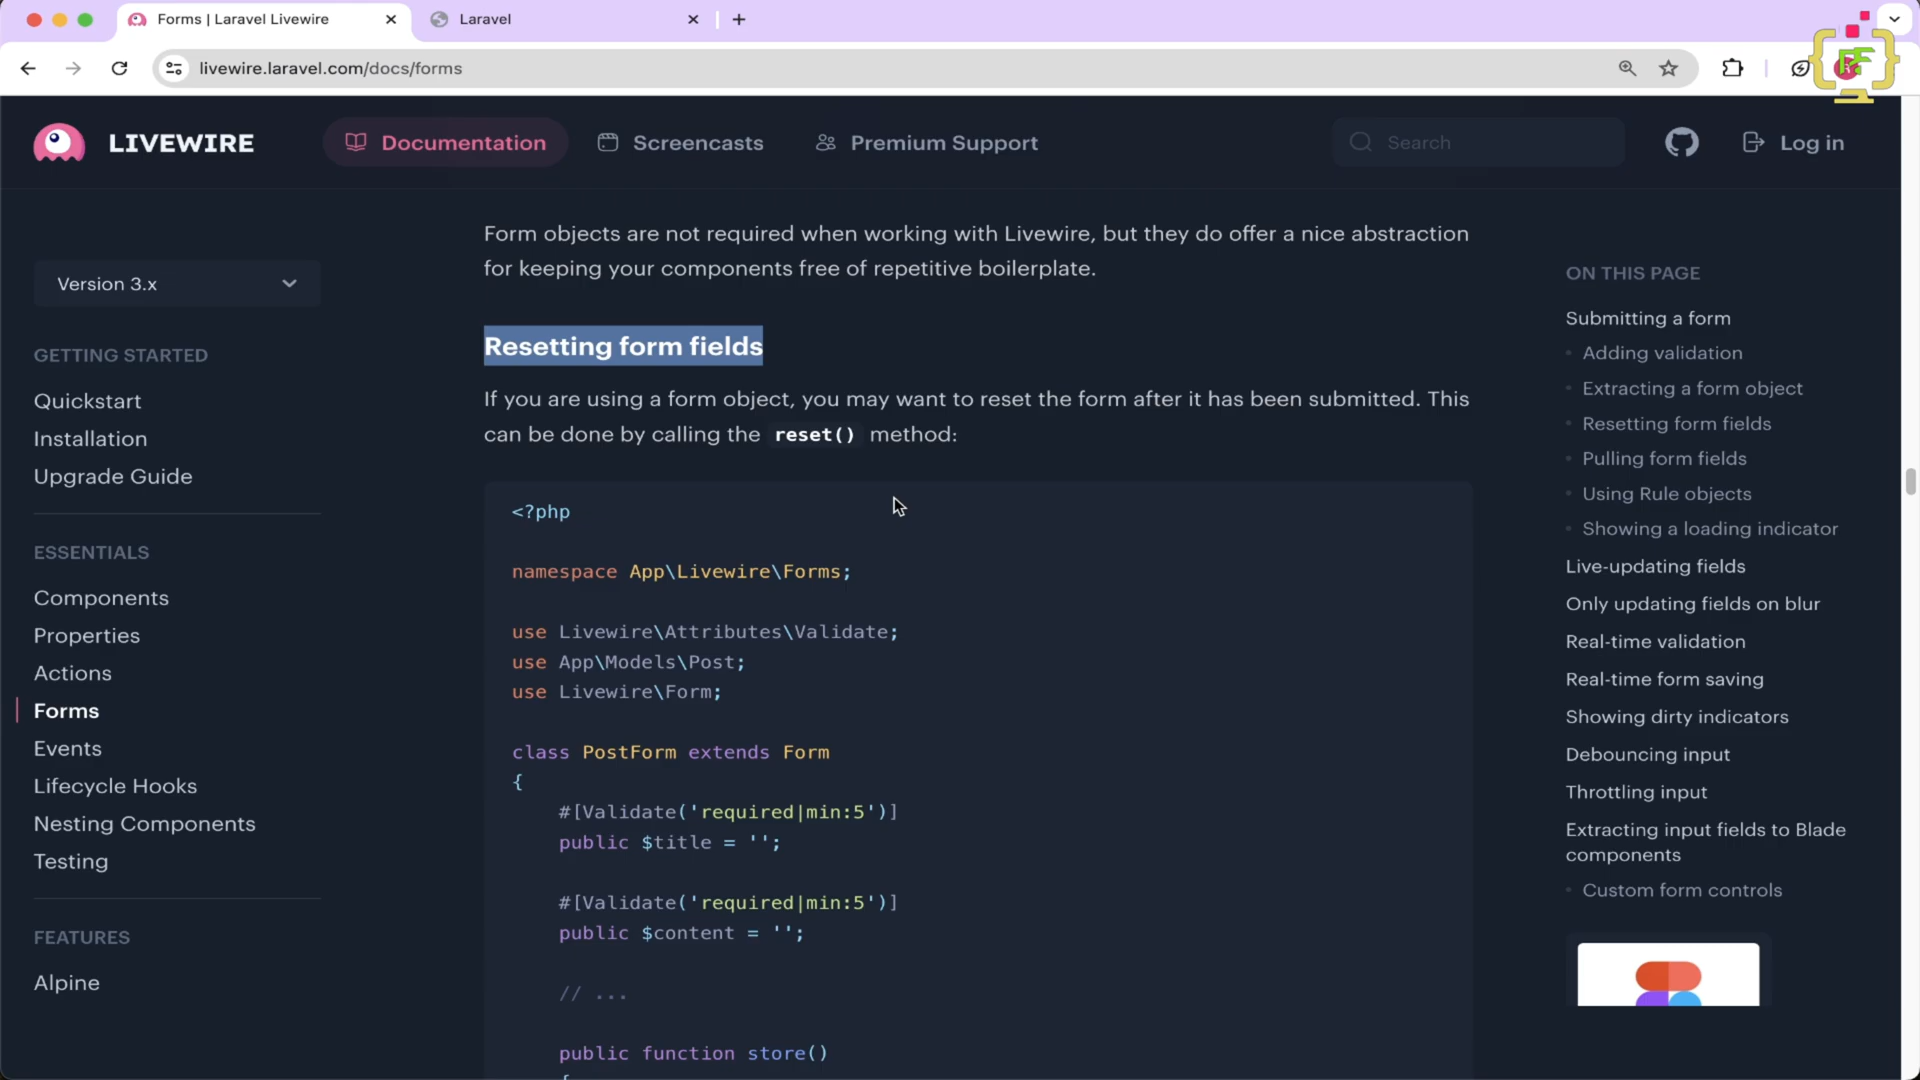 Forms | Laravel Livewire
Laravel
livewire.laravel.com/docs/forms
FF
LIVEWIRE
Documentation
Screencasts
Premium Support
Search
Log in
Version 3.x
GETTING STARTED
Quickstart
Installation
Upgrade Guide
ESSENTIALS
Components
Properties
Actions
Forms
Events
Lifecycle Hooks
Nesting Components
Testing
FEATURES
Alpine
Form objects are not required when working with Livewire, but they do offer a nice abstraction
for keeping your components free of repetitive boilerplate.
Resetting form fields
If you are using a form object, you may want to reset the form after it has been submitted. This
can be done by calling the reset() method:
<?php
namespace App\Livewire\Forms;
use Livewire\Attributes\Validate;
use App\Models\Post;
use Livewire\Form;
class PostForm extends Form
{
#[Validate('required|min:5')]
public $title = '';
#[Validate('required|min:5')]
public $content = '';
// ...
public function store()
{
ON THIS PAGE
Submitting a form
Adding validation
Extracting a form object
Resetting form fields
Pulling form fields
Using Rule objects
Showing a loading indicator
Live-updating fields
Only updating fields on blur
Real-time validation
Real-time form saving
Showing dirty indicators
Debouncing input
Throttling input
Extracting input fields to Blade
components
Custom form controls